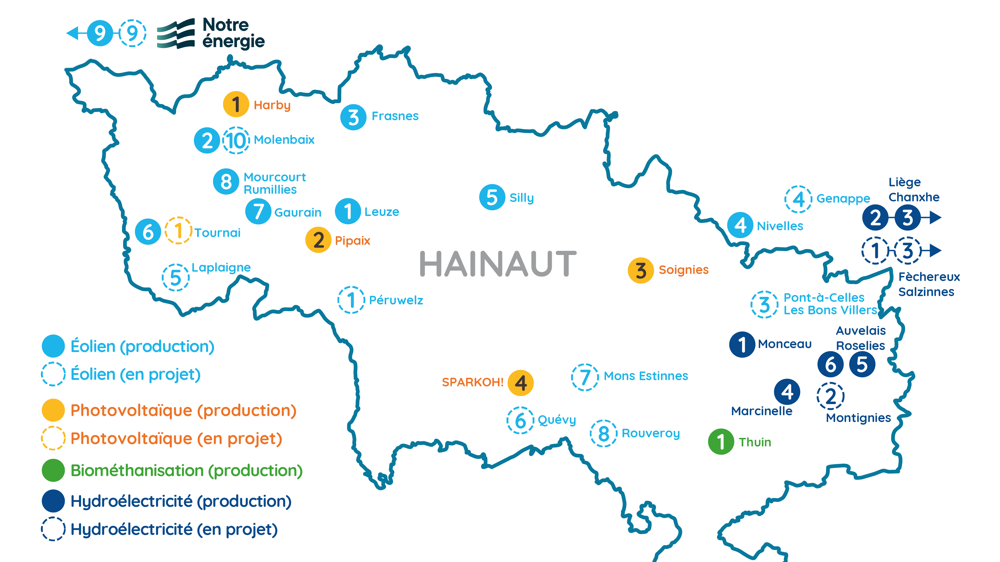 9 9 Notre
énergie
1 Harby
3 Frasnes
2 10 Molenbaix
8 Mourcourt
Rumillies
7 Gaurain
1 Leuze
5 Silly
6 1 Tournai
2 Pipaix
5 Laplaigne
HAINAUT
1 Péruwelz
3 Soignies
4 Genappe
4 Nivelles
Liège
Chanxhe
2 3
1 3
Fèchereux
Salzinnes
3 Pont-à-Celles
Les Bons Villers
1 Monceau
Auvelais
Roselies
6 5
4
Marcinelle
2
Montignies
SPARKOH! 4
7 Mons Estinnes
6 Quévy
8 Rouveroy
1 Thuin
Éolien (production)
Éolien (en projet)
Photovoltaïque (production)
Photovoltaïque (en projet)
Biométhanisation (production)
Hydroélectricité (production)
Hydroélectricité (en projet)